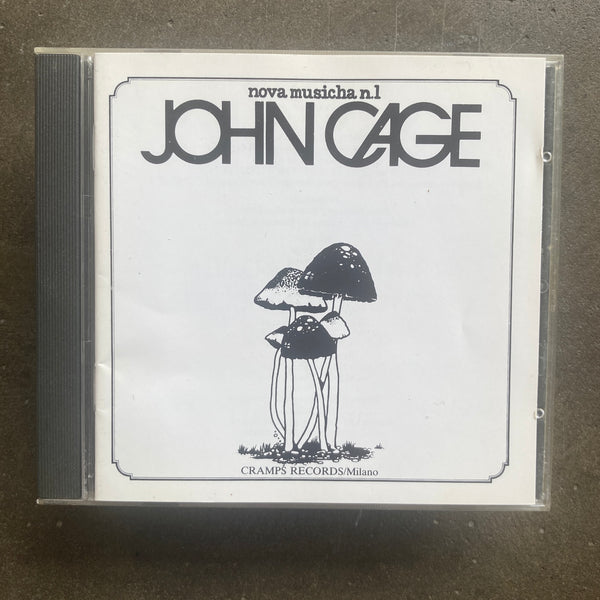 nova musicha n.1
JOHN CAGE
CRAMPS RECORDS/Milano